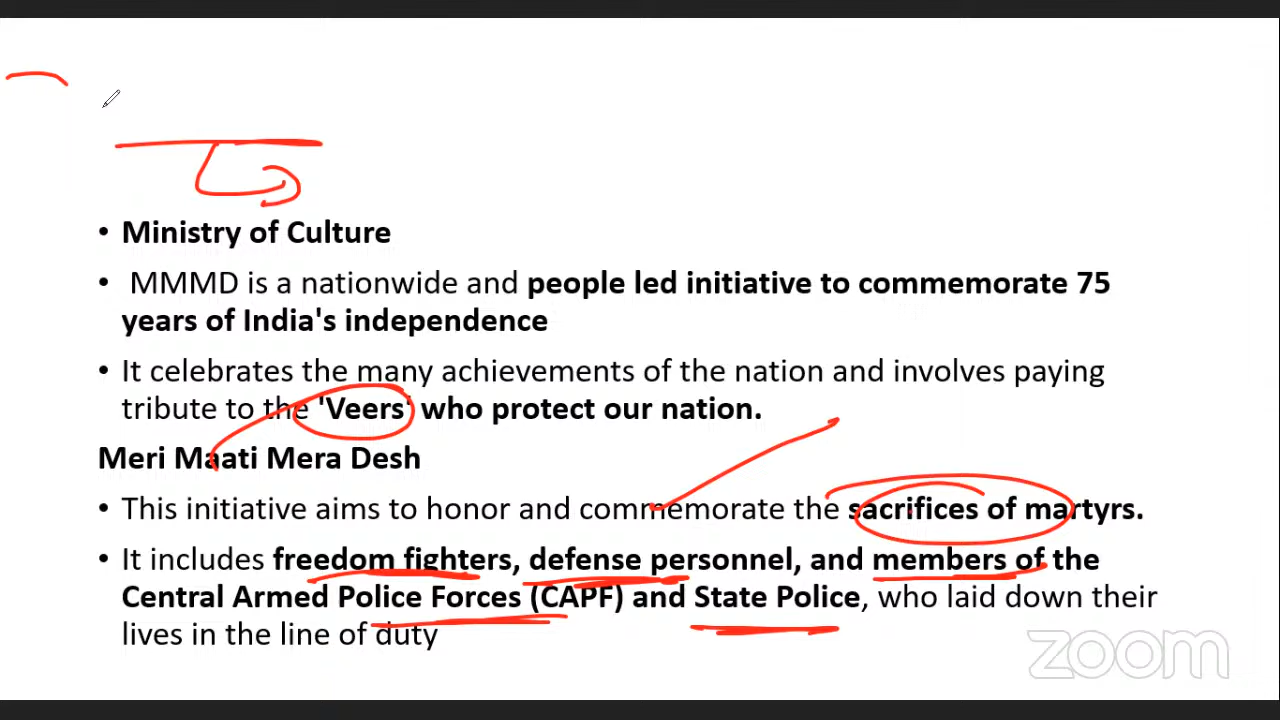 • Ministry of Culture
• MMMD is a nationwide and people led initiative to commemorate 75
years of India's independence
• It celebrates the many achievements of the nation and involves paying
tribute to the 'Veers' who protect our nation.
Meri Maati Mera Desh
• This initiative aims to honor and commemorate the sacrifices of martyrs.
• It includes freedom fighters, defense personnel, and members of the
Central Armed Police Forces (CAPF) and State Police, who laid down their
lives in the line of duty
zoom